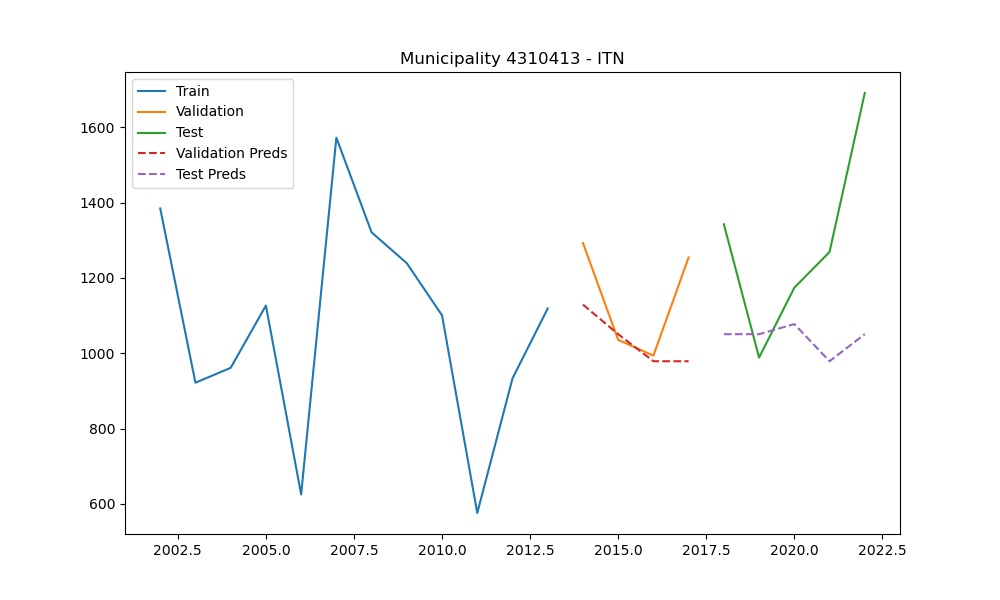 Municipality 4310413 - ITN
Train
Validation
Test
Validation Preds
Test Preds
1600
1400
1200
1000
800
600
2002.5 2005.0 2007.5 2010.0 2012.5 2015.0 2017.5 2020.0 2022.5